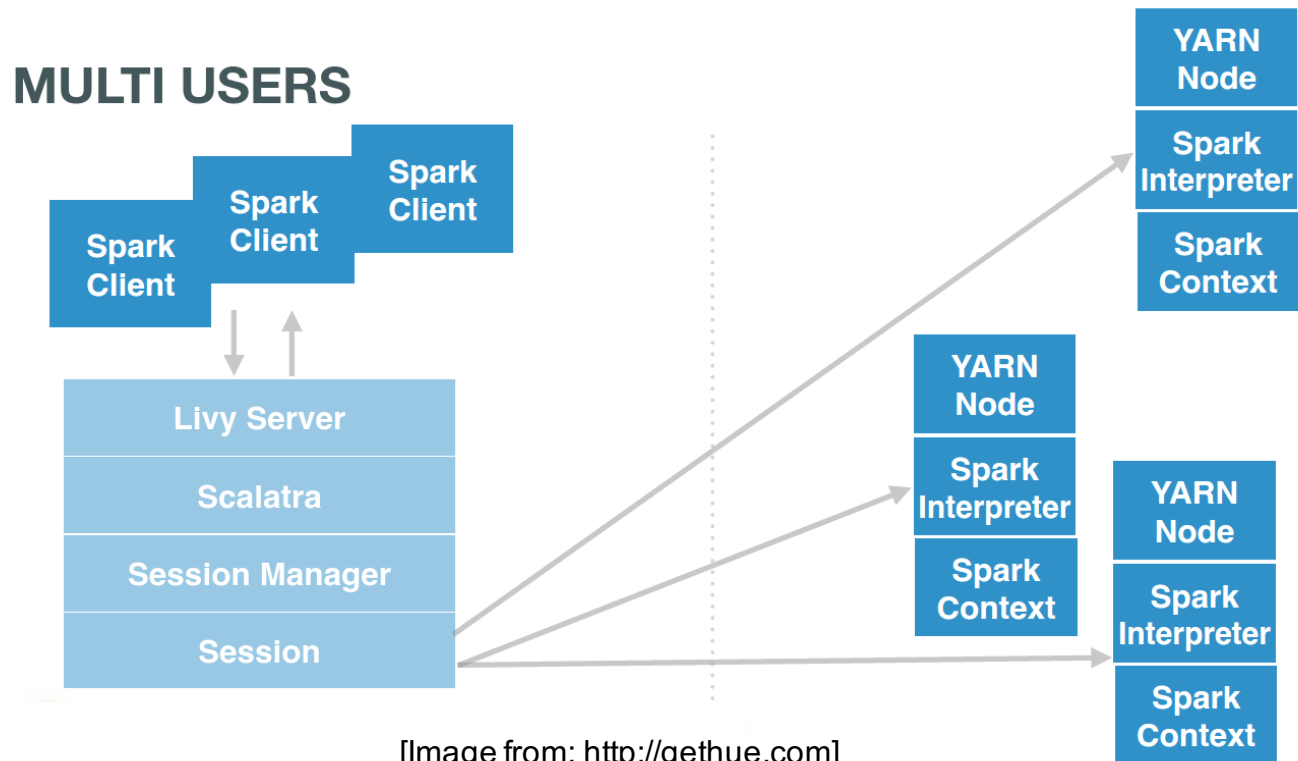 MULTI USERS
Spark
Client
Spark
Client
Spark
Client
Livy Server
Scalatra
Session Manager
Session
YARN
Node
Spark
Interpreter
Spark
Context
YARN
Node
Spark
Interpreter
Spark
Context
YARN
Node
Spark
Interpreter
Spark
Context
[Image from: http://gethue.com]